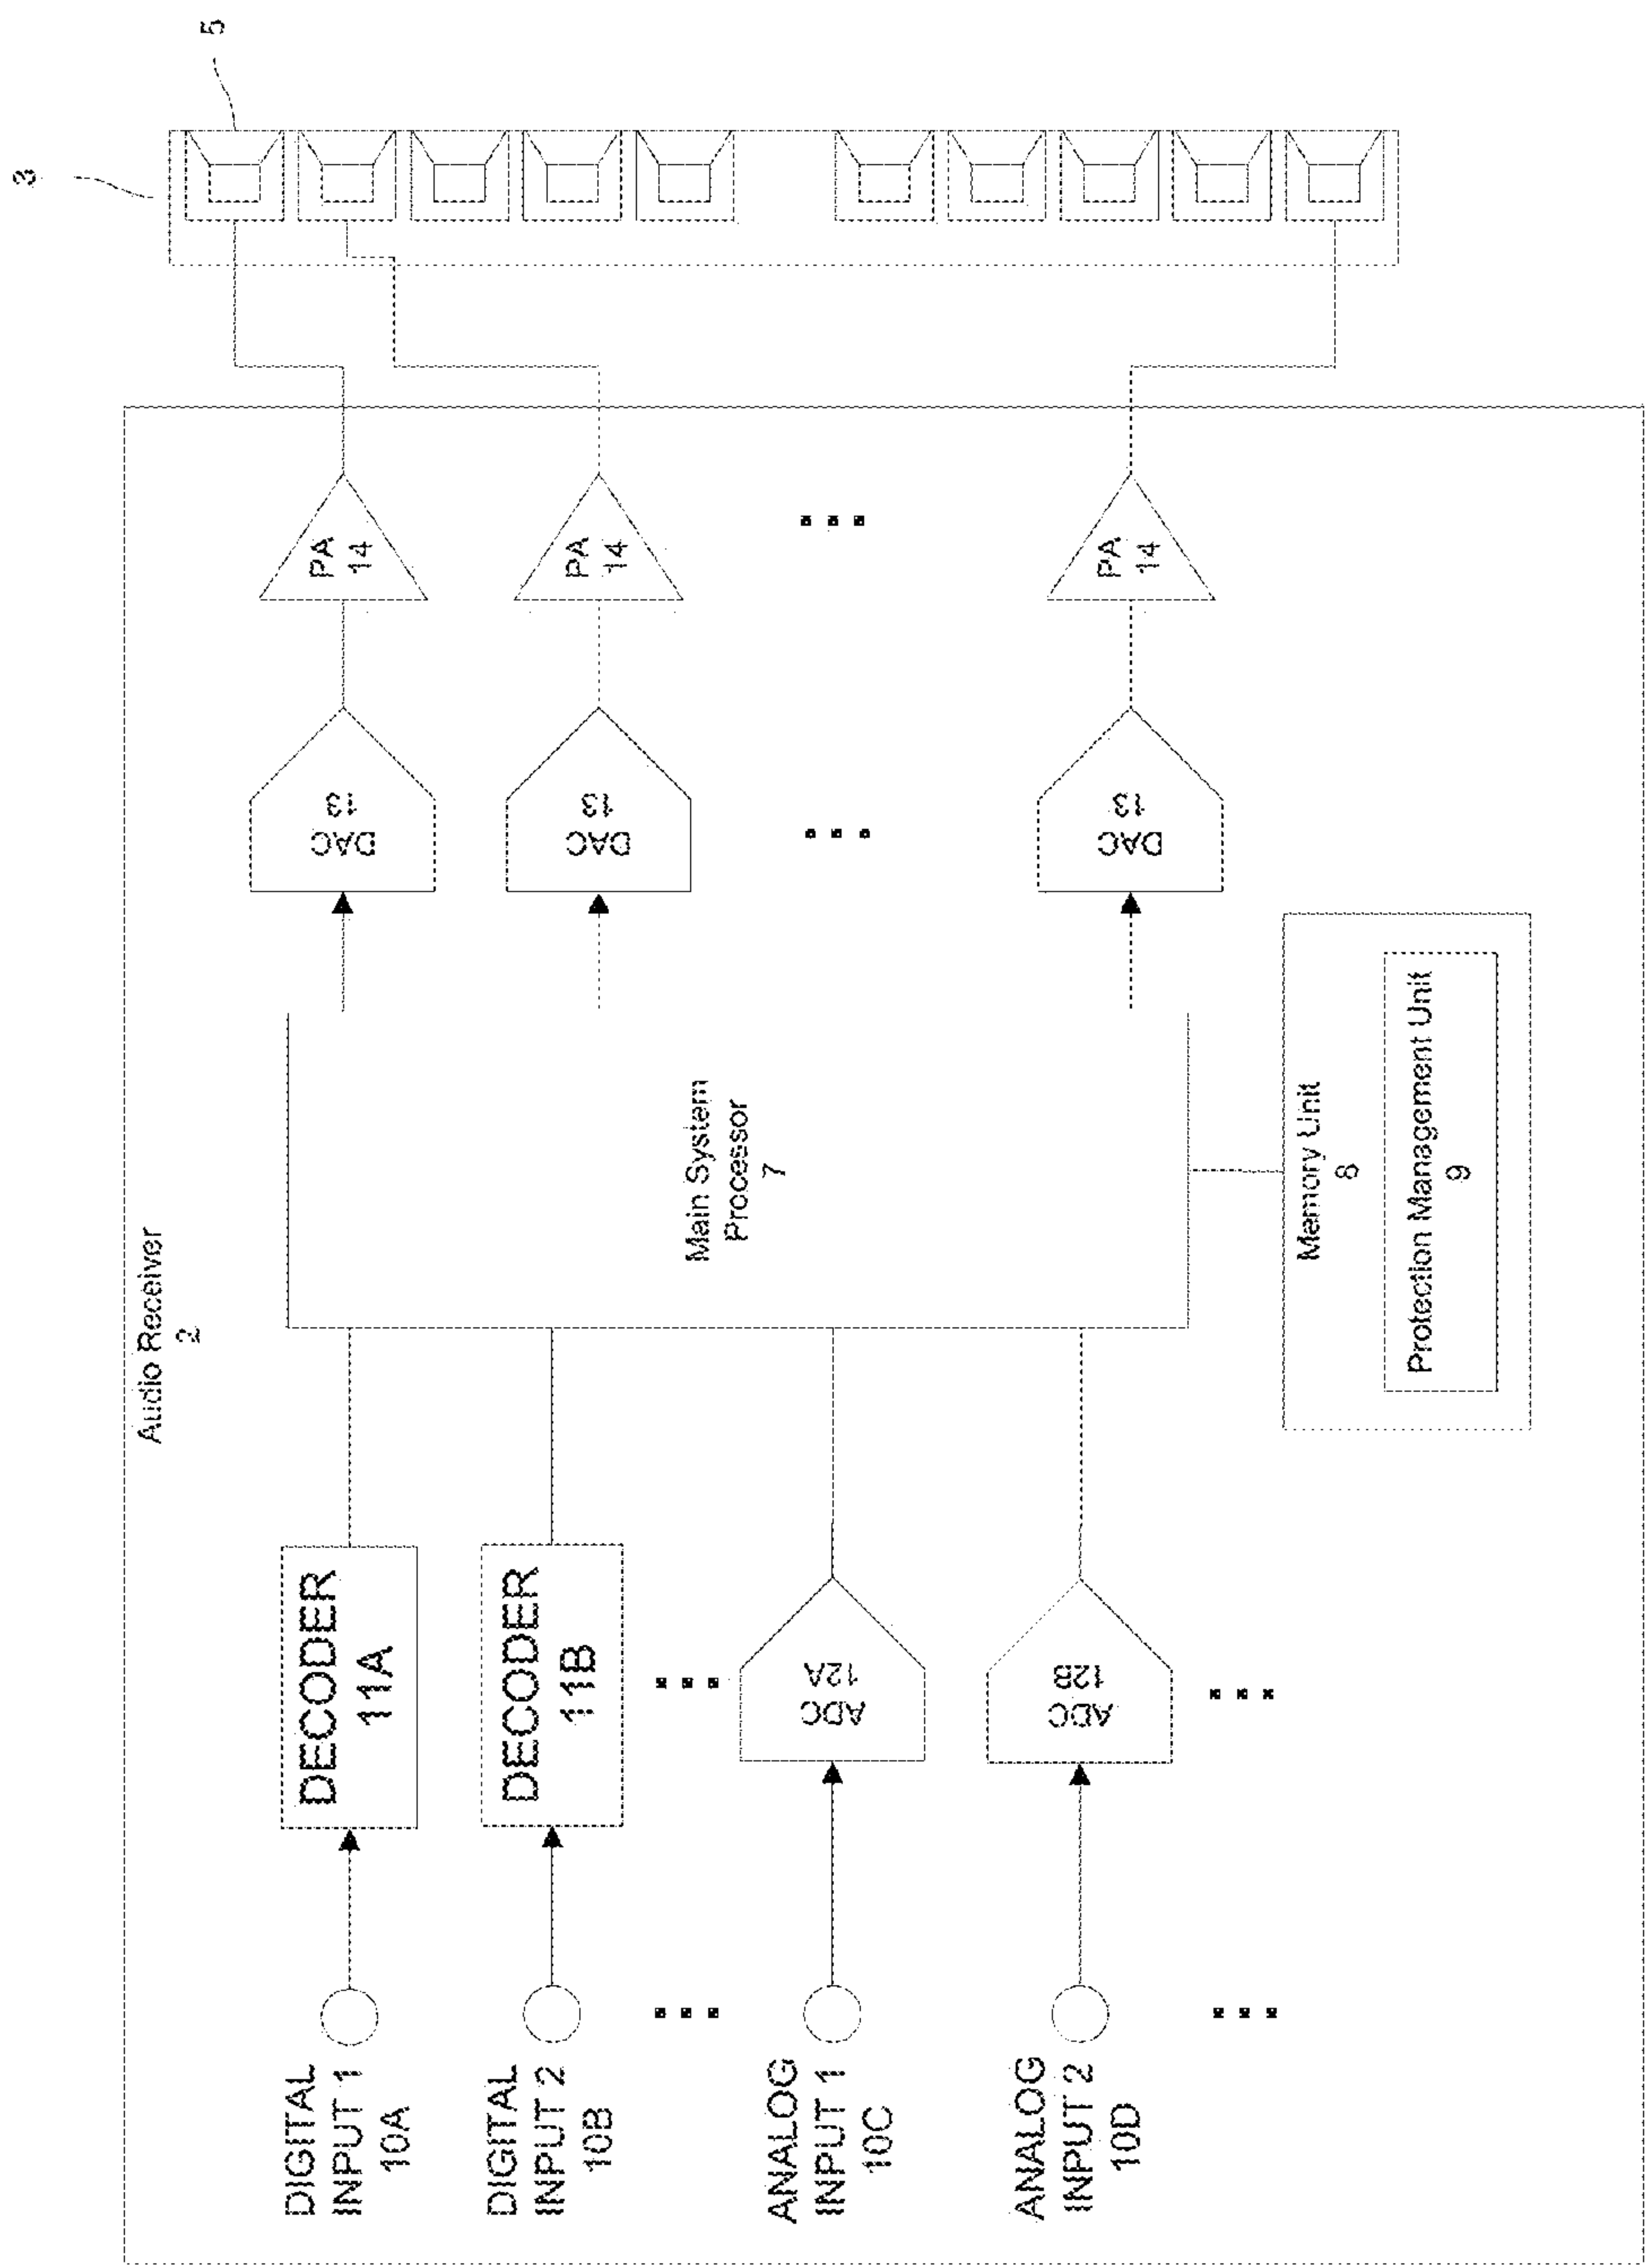 Audio Receiver
2
3
5
DIGITAL
INPUT 1
10A
DECODER
11A
DAC
13
PA
14
DIGITAL
INPUT 2
10B
DECODER
11B
DAC
13
PA
14
ANALOG
INPUT 1
10C
ADC
12A
Main System
Processor
7
ANALOG
INPUT 2
10D
ADC
12B
DAC
13
PA
14
Memory Unit
8
Protection Management Unit
9